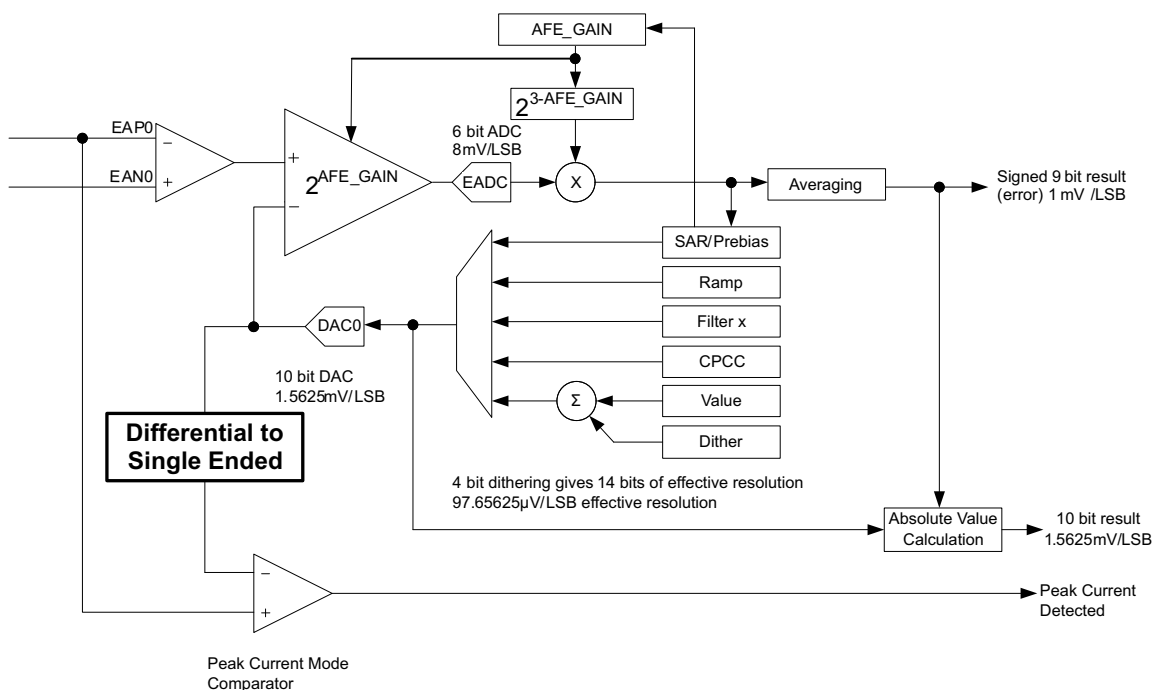 AFE_GAIN
2^3-AFE_GAIN
EAP0
EAN0
−
+
+
−
2^AFE_GAIN
6 bit ADC
8mV/LSB
EADC
X
Averaging
Signed 9 bit result
(error) 1 mV /LSB
SAR/Prebias
Ramp
Filter x
CPCC
Value
Dither
Σ
DAC0
10 bit DAC
1.5625mV/LSB
Differential to
Single Ended
4 bit dithering gives 14 bits of effective resolution
97.65625μV/LSB effective resolution
Absolute Value
Calculation
10 bit result
1.5625mV/LSB
−
+
Peak Current
Detected
Peak Current Mode
Comparator